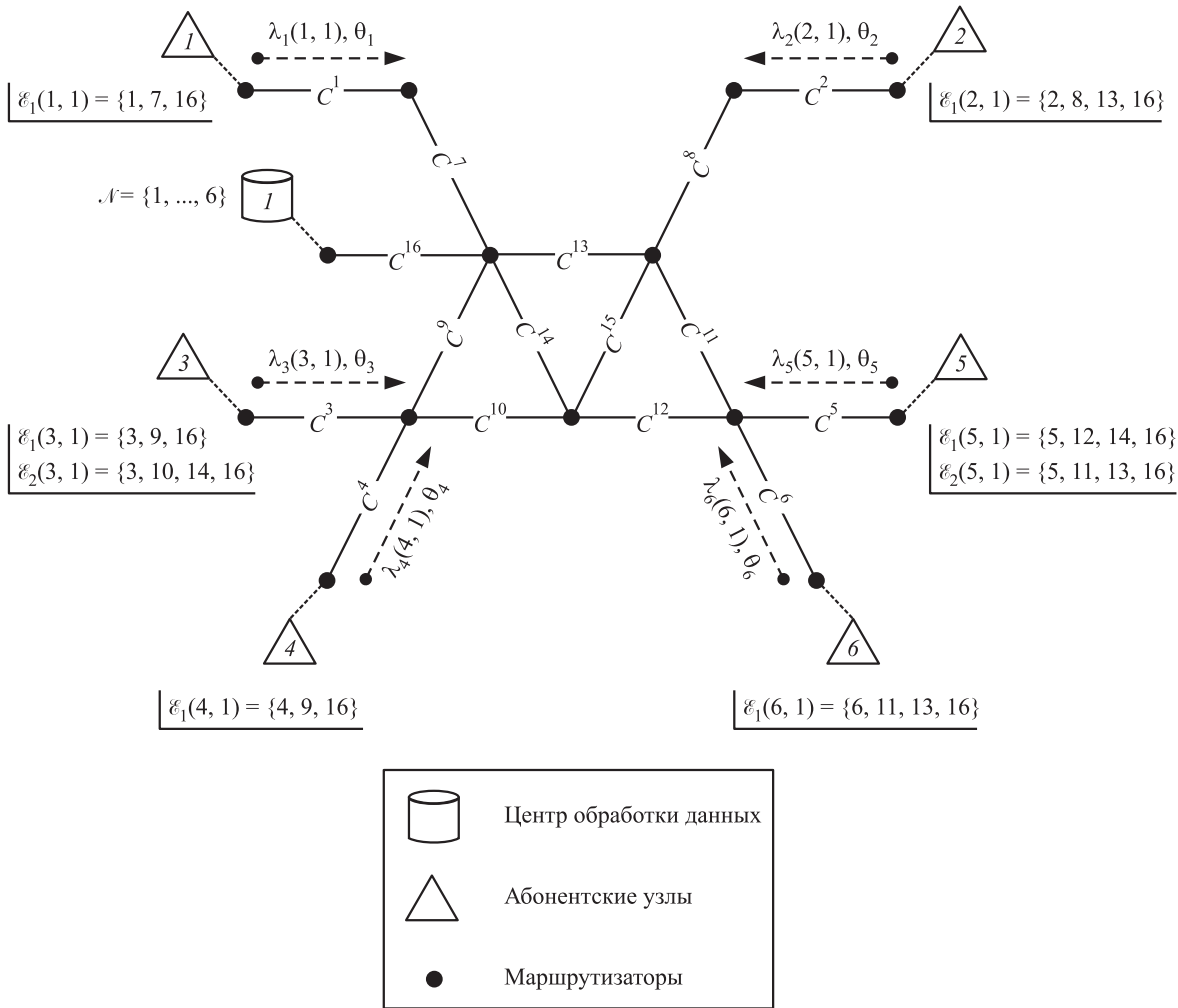 1
λ₁(1, 1), θ₁
λ₂(2, 1), θ₂
2
C¹
C²
ℰ₁(1, 1) = {1, 7, 16}
ℰ₁(2, 1) = {2, 8, 13, 16}
C⁷
C⁸
𝒩 = {1, ..., 6}
1
C¹⁶
C¹³
C⁹
C¹⁴
C¹⁵
C¹¹
3
λ₃(3, 1), θ₃
λ₅(5, 1), θ₅
5
C³
C¹⁰
C¹²
C⁵
ℰ₁(3, 1) = {3, 9, 16}
ℰ₂(3, 1) = {3, 10, 14, 16}
ℰ₁(5, 1) = {5, 12, 14, 16}
ℰ₂(5, 1) = {5, 11, 13, 16}
C⁴
λ₄(4, 1), θ₄
λ₆(6, 1), θ₆
C⁶
4
6
ℰ₁(4, 1) = {4, 9, 16}
ℰ₁(6, 1) = {6, 11, 13, 16}
Центр обработки данных
Абонентские узлы
Маршрутизаторы